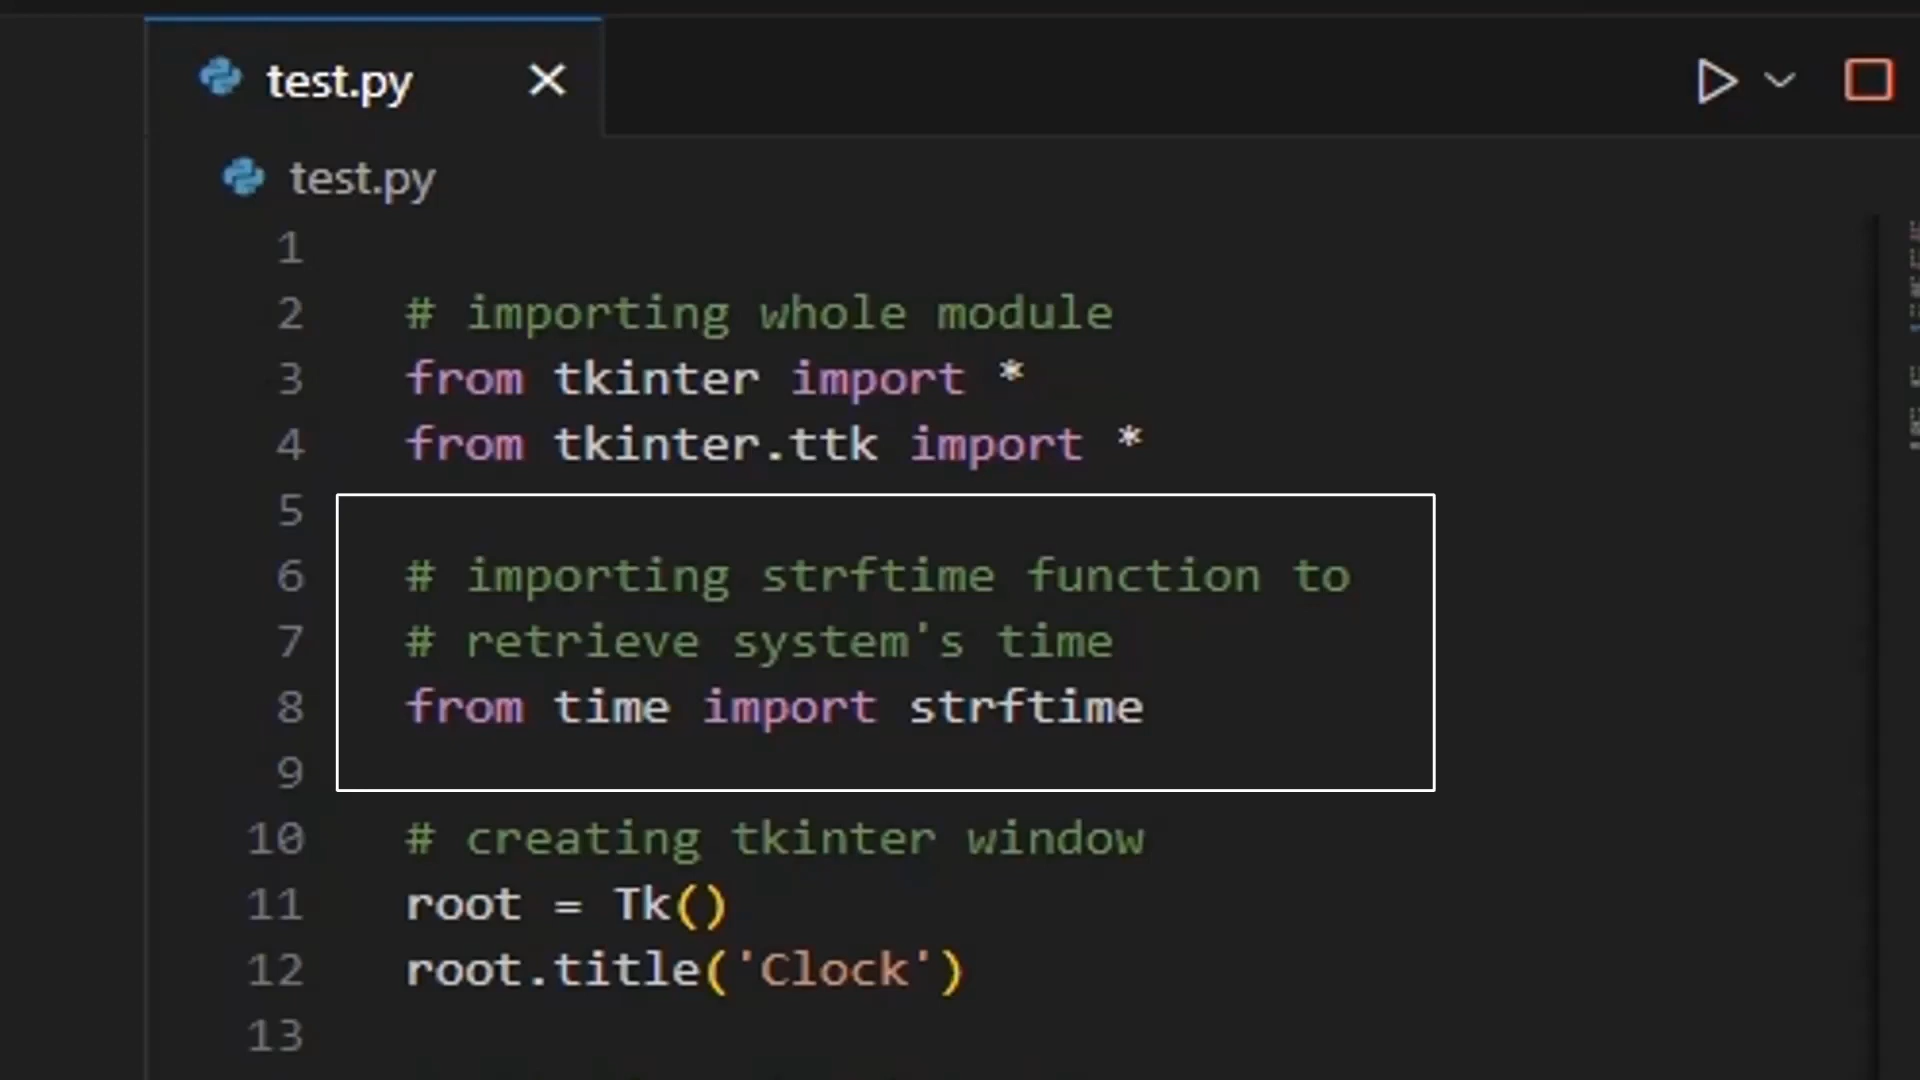 test.py
test.py
1
2 # importing whole module
3 from tkinter import *
4 from tkinter.ttk import *
5
6 # importing strftime function to
7 # retrieve system's time
8 from time import strftime
9
10 # creating tkinter window
11 root = Tk()
12 root.title('Clock')
13